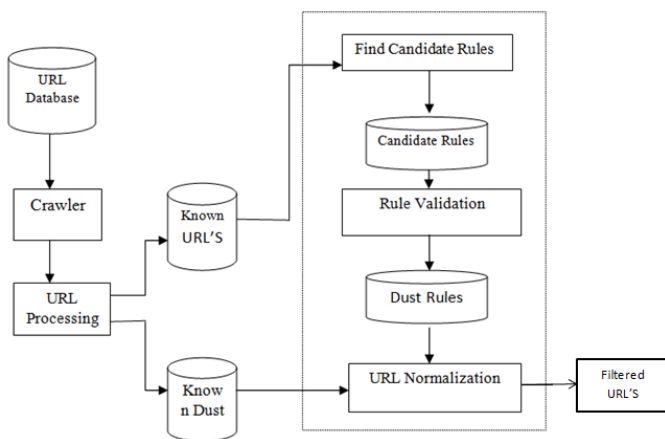 URL
Database
Crawler
URL
Processing
Known
URL'S
Know
n Dust
Find Candidate Rules
Candidate Rules
Rule Validation
Dust Rules
URL Normalization
Filtered
URL'S